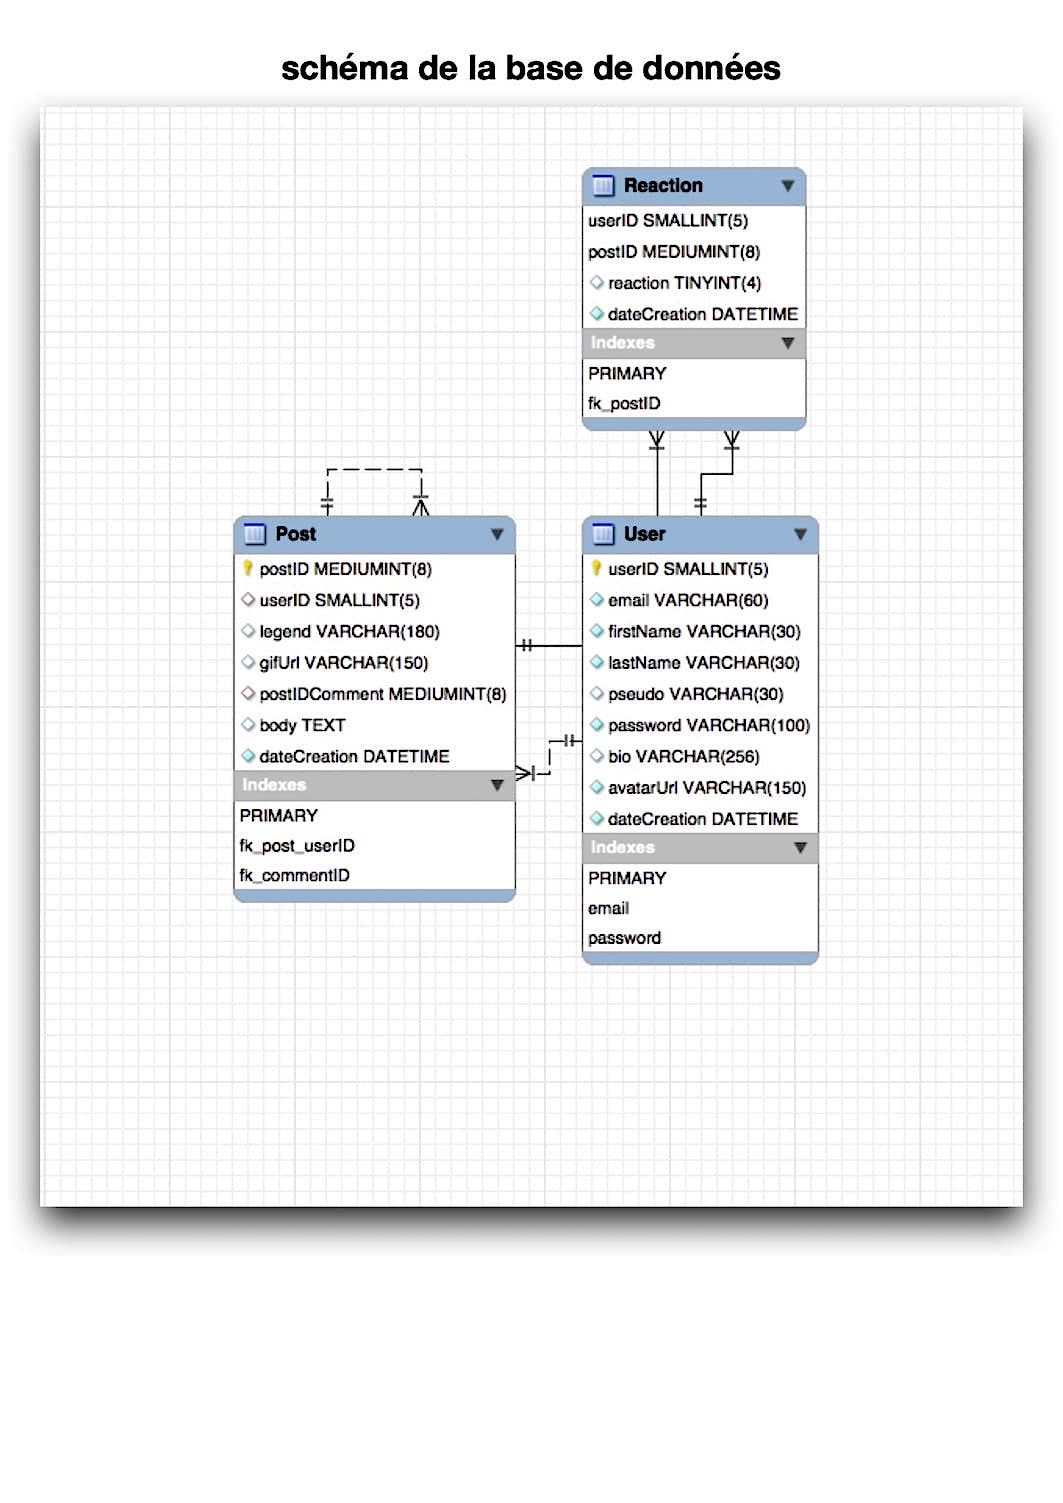 schéma de la base de données
Reaction
userID SMALLINT(5)
postID MEDIUMINT(8)
reaction TINYINT(4)
dateCreation DATETIME
Indexes
PRIMARY
fk_postID
Post
postID MEDIUMINT(8)
userID SMALLINT(5)
legend VARCHAR(180)
gifUrl VARCHAR(150)
postIDComment MEDIUMINT(8)
body TEXT
dateCreation DATETIME
Indexes
PRIMARY
fk_post_userID
fk_commentID
User
userID SMALLINT(5)
email VARCHAR(60)
firstName VARCHAR(30)
lastName VARCHAR(30)
pseudo VARCHAR(30)
password VARCHAR(100)
bio VARCHAR(256)
avatarUrl VARCHAR(150)
dateCreation DATETIME
Indexes
PRIMARY
email
password